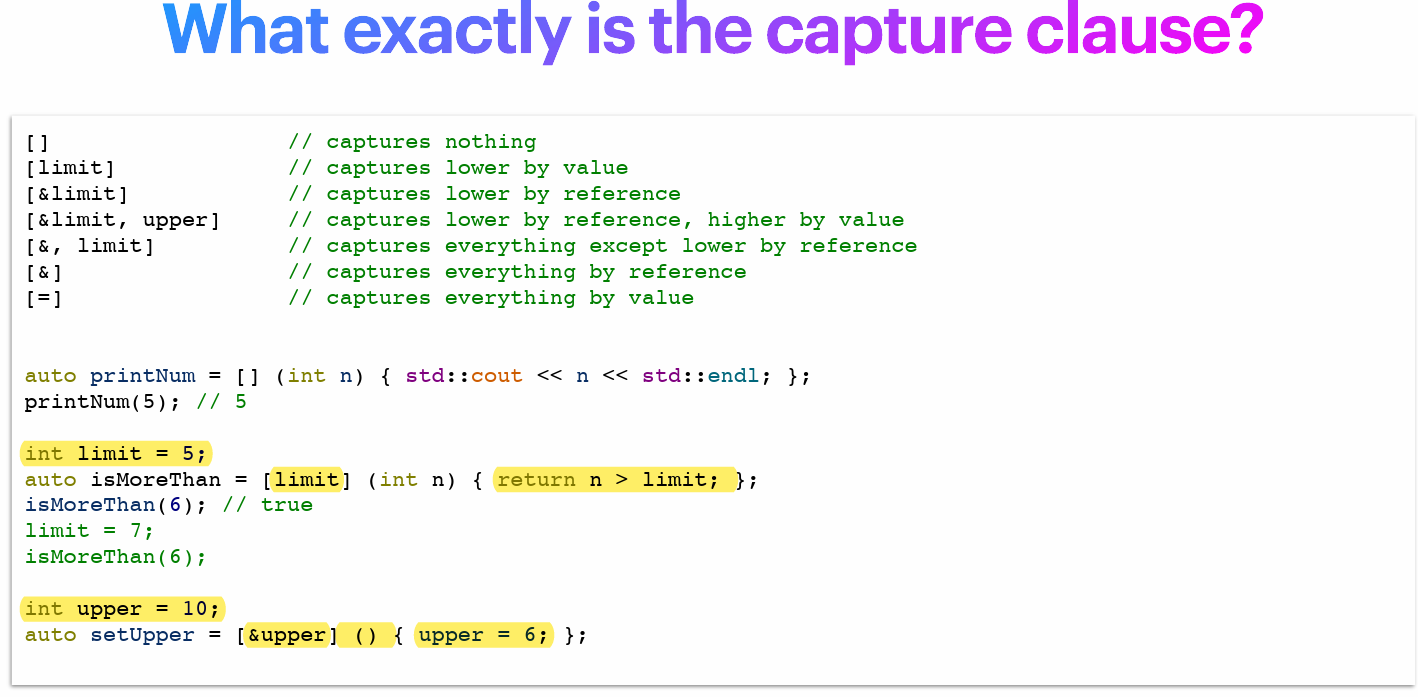 What exactly is the capture clause?
[] // captures nothing
[limit] // captures lower by value
[&limit] // captures lower by reference
[&limit, upper] // captures lower by reference, higher by value
[&, limit] // captures everything except lower by reference
[&] // captures everything by reference
[=] // captures everything by value
auto printNum = [] (int n) { std::cout << n << std::endl; };
printNum(5); // 5
int limit = 5;
auto isMoreThan = [limit] (int n) { return n > limit; };
isMoreThan(6); // true
limit = 7;
isMoreThan(6);
int upper = 10;
auto setUpper = [&upper] () { upper = 6; };